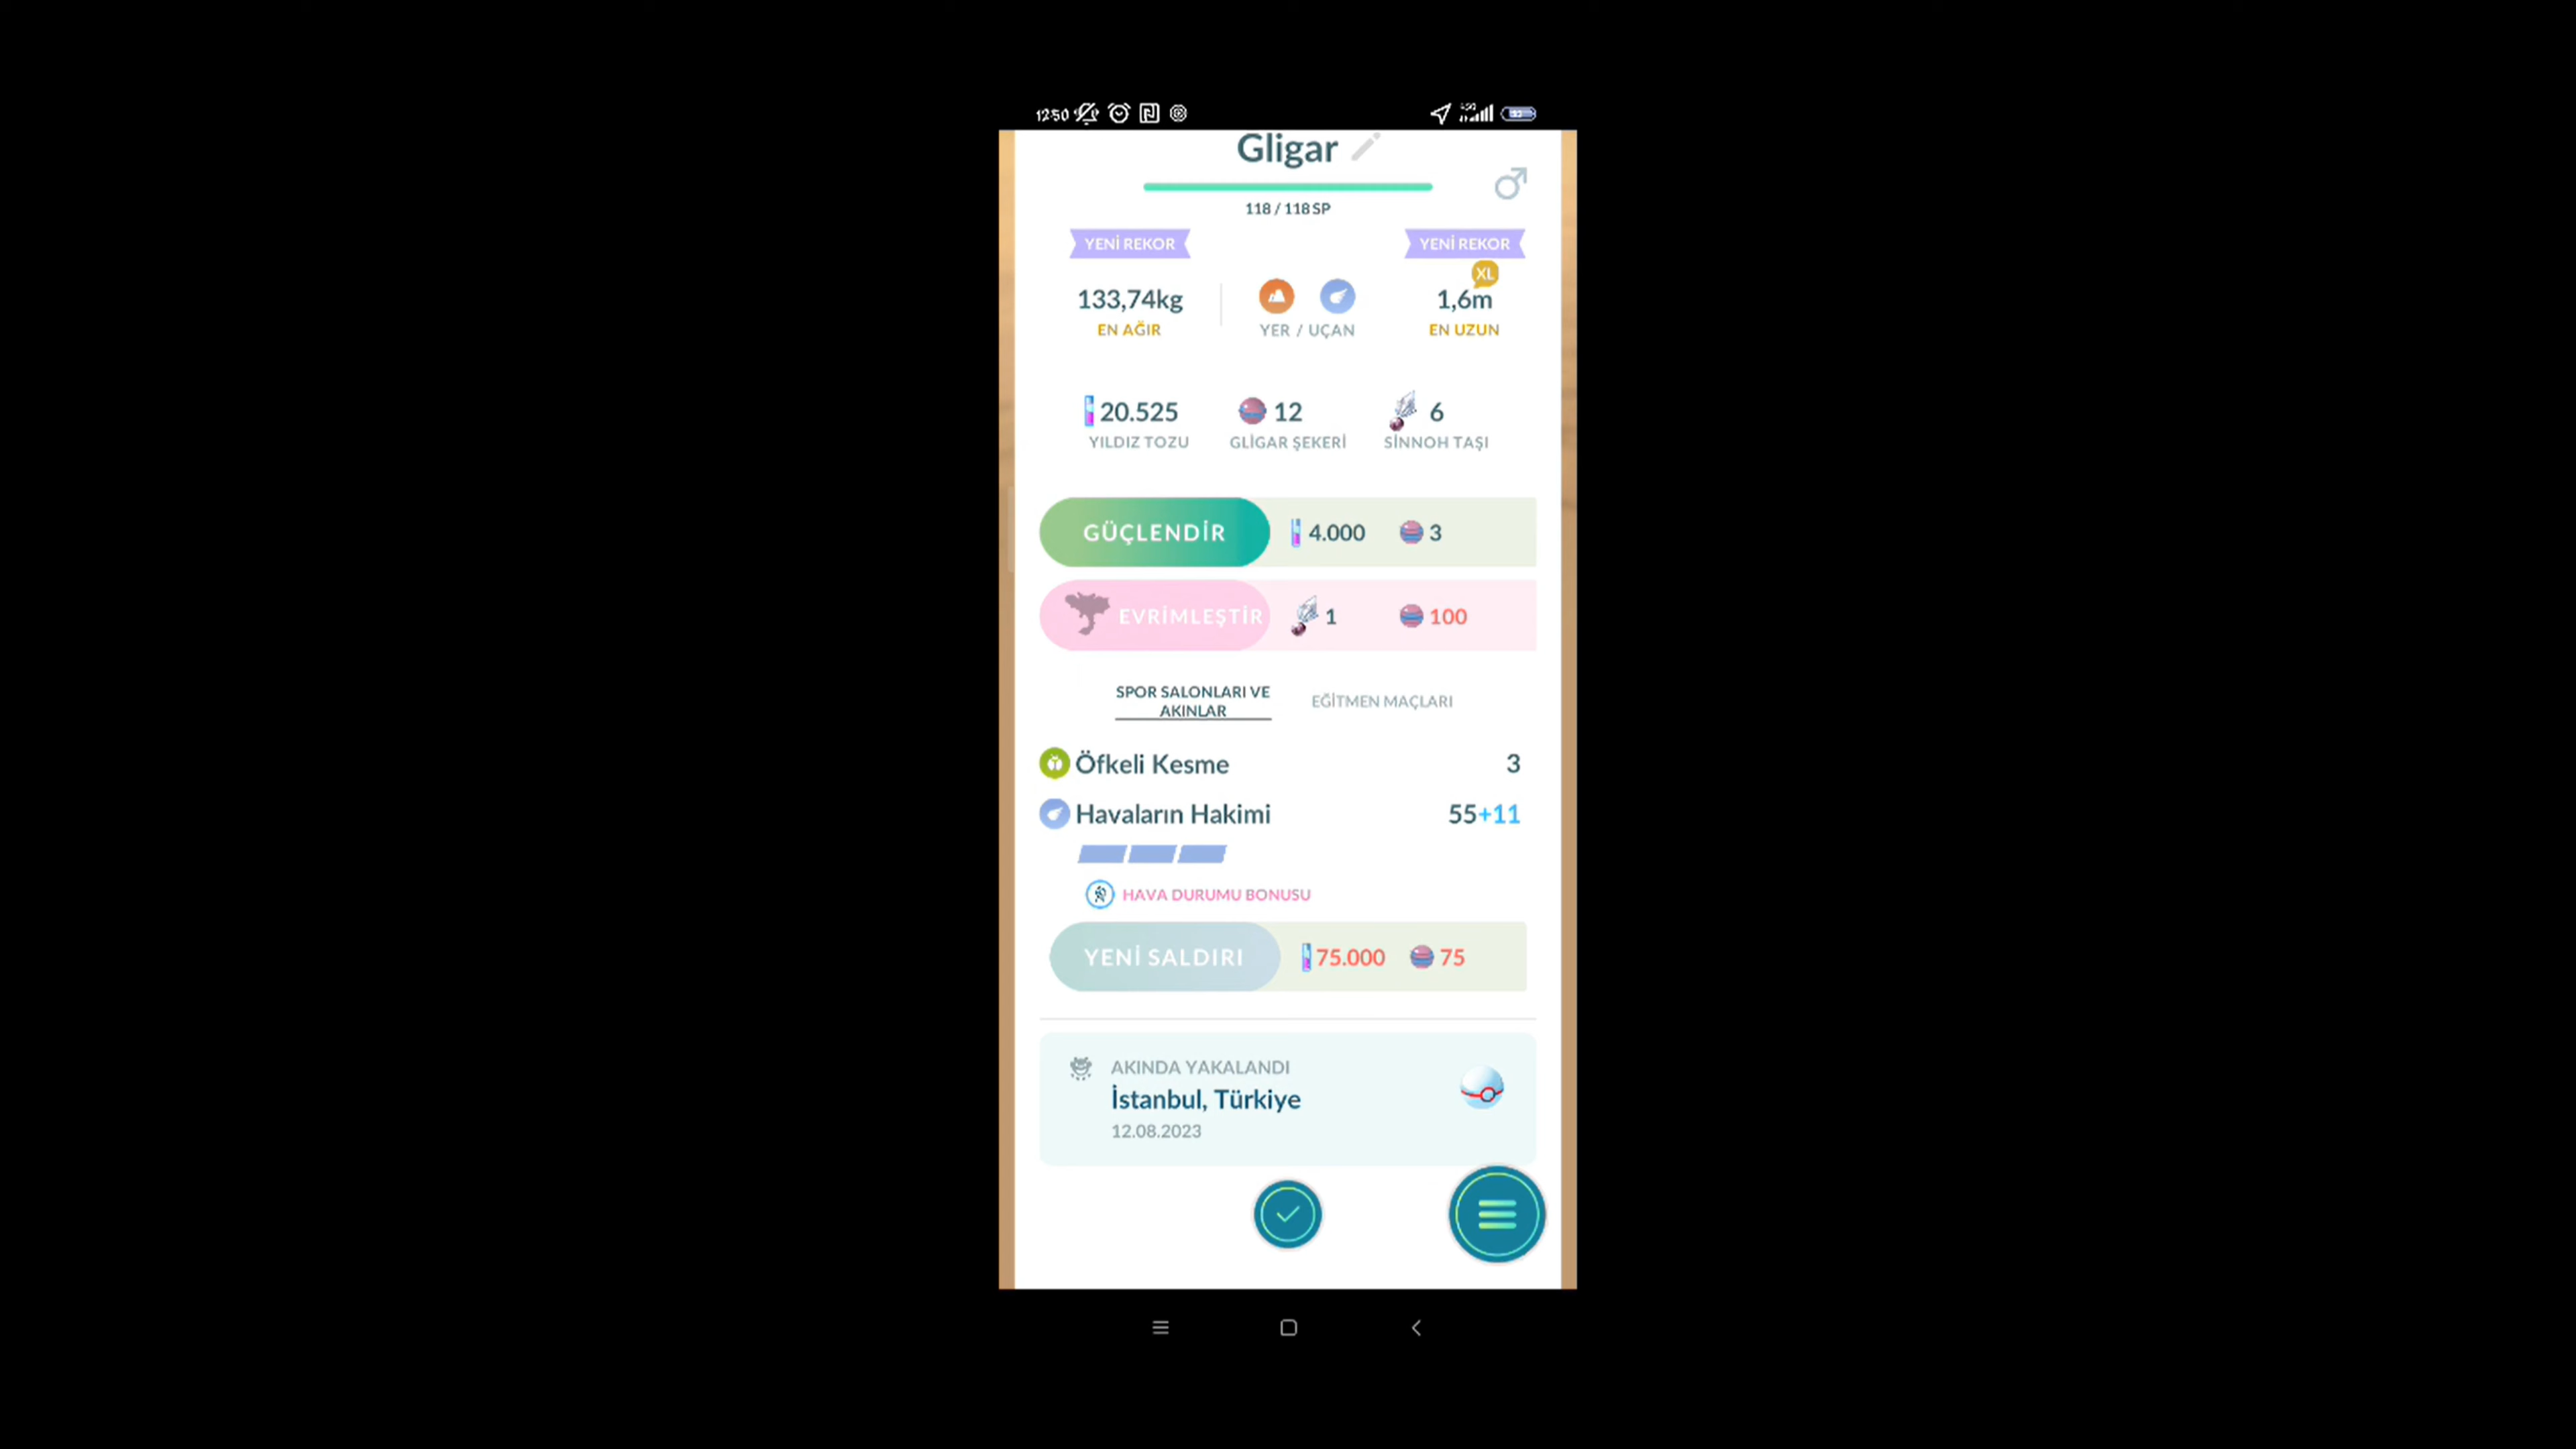 12:50
Gligar
118 / 118 SP
YENİ REKOR YENİ REKOR
XL
133,74kg 1,6m
EN AĞIR YER / UÇAN EN UZUN
20.525 12 6
YILDIZ TOZU GLİGAR ŞEKERİ SİNNOH TAŞI
GÜÇLENDİR 4.000 3
EVRİMLEŞTİR 1 100
SPOR SALONLARI VE
AKINLAR
EĞİTMEN MAÇLARI
Öfkeli Kesme 3
Havaların Hakimi 55+11
HAVA DURUMU BONUSU
YENİ SALDIRI 75.000 75
AKINDA YAKALANDI
İstanbul, Türkiye
12.08.2023